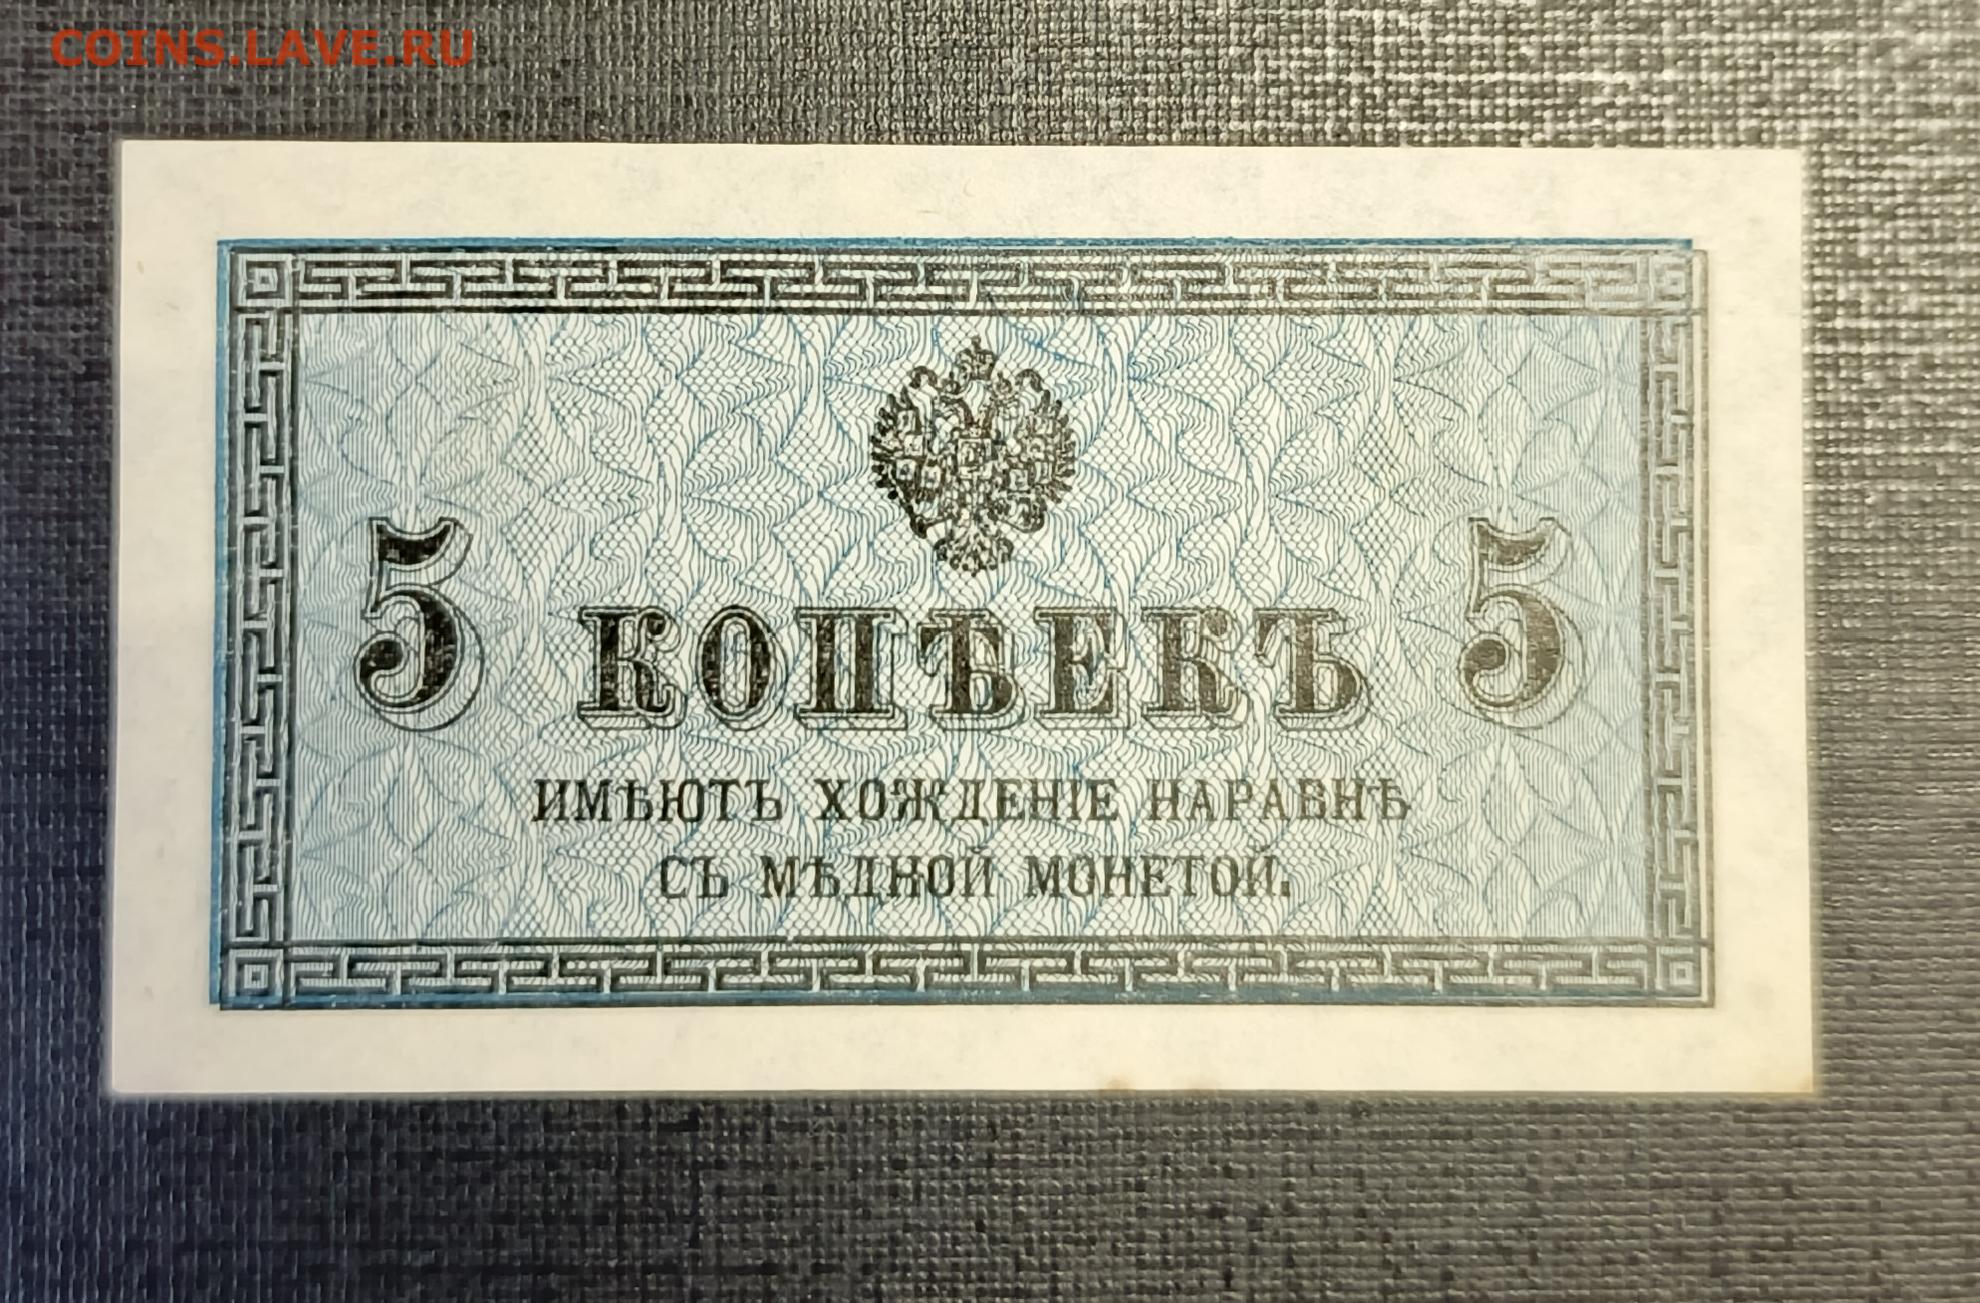 COINS.LAVE.RU
5 КОПѢЕКЪ 5
ИМѢЮТЪ ХОЖДЕНІЕ НАРАВНѢ
СЪ МѢДНОЙ МОНЕТОЙ.